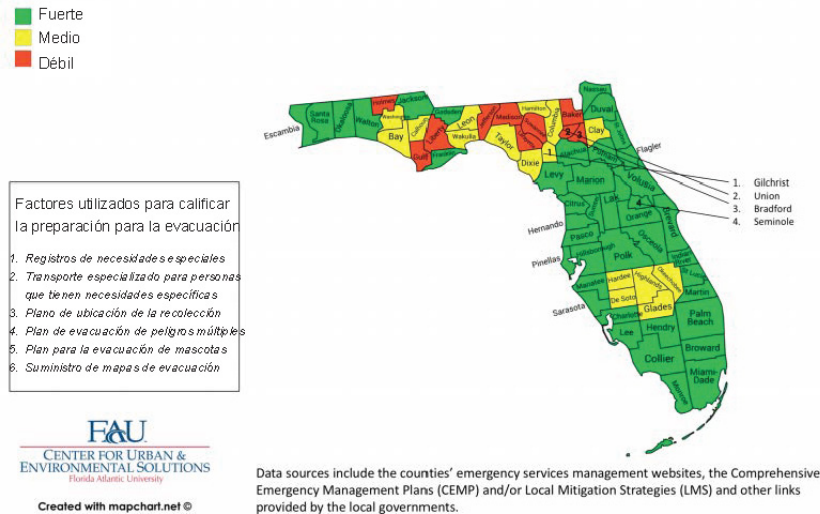 Fuerte
Medio
Débil
Factores utilizados para calificar
la preparación para la evacuación
1. Registros de necesidades especiales
2. Transporte especializado para personas
que tienen necesidades específicas
3. Plano de ubicación de la recolección
4. Plan de evacuación de peligros múltiples
5. Plan para la evacuación de mascotas
6. Suministro de mapas de evacuación
Escambia
Santa
Rosa
Okaloosa
Walton
Holmes
Jackson
Washington
Bay
Calhoun
Gulf
Liberty
Gadsden
Franklin
Leon
Wakulla
Jefferson
Madison
Taylor
Hamilton
Suwannee
Lafayette
Dixie
Columbia
Baker
Nassau
Duval
Clay
St. Johns
1
2
3
Alachua
Putnam
Flagler
Levy
Marion
Volusia
Citrus
Sumter
Lak
4
Orange
Brevard
Hernando
Pasco
Osceola
Pinellas
Hillsborough
Polk
Indian
River
Manatee
Hardee
Highlands
Okeechobee
St. Lucie
Sarasota
De Soto
Martin
Charlotte
Glades
Lee
Hendry
Palm
Beach
Collier
Broward
Monroe
Miami-
Dade
1. Gilchrist
2. Union
3. Bradford
4. Seminole
FAU
CENTER FOR URBAN &
ENVIRONMENTAL SOLUTIONS
Florida Atlantic University
Created with mapchart.net ©
Data sources include the counties' emergency services management websites, the Comprehensive
Emergency Management Plans (CEMP) and/or Local Mitigation Strategies (LMS) and other links
provided by the local governments.